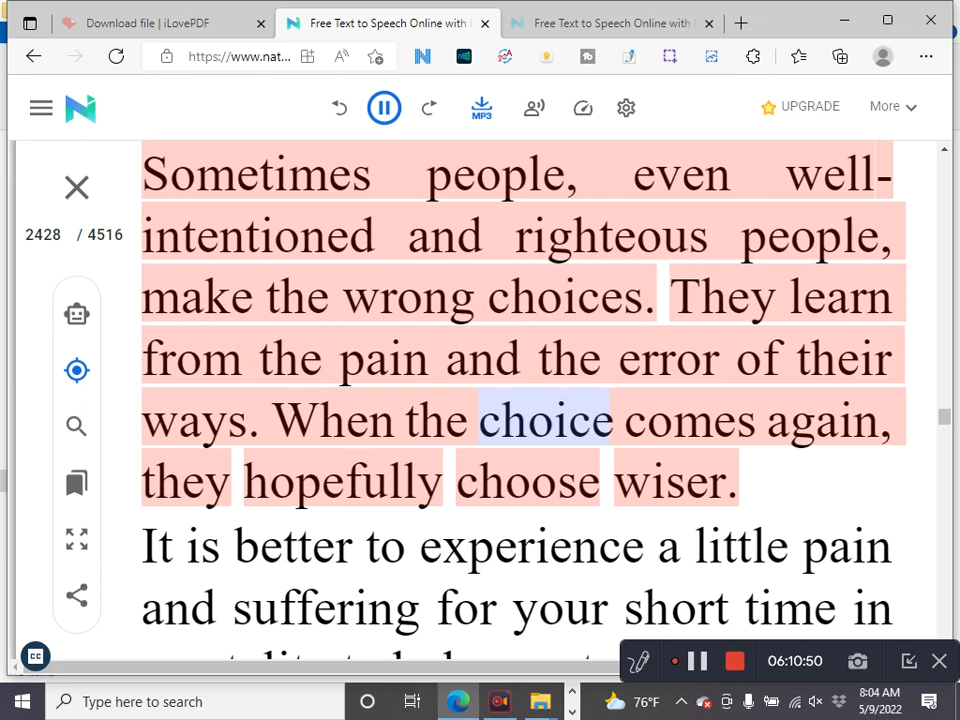 Download file | iLovePDF
Free Text to Speech Online with
Free Text to Speech Online with
https://www.nat...
UPGRADE
More
MP3
2428 / 4516
Sometimes people, even well-
intentioned and righteous people,
make the wrong choices. They learn
from the pain and the error of their
ways. When the choice comes again,
they hopefully choose wiser.
It is better to experience a little pain
and suffering for your short time in
CC
06:10:50
Type here to search
76°F
8:04 AM
5/9/2022